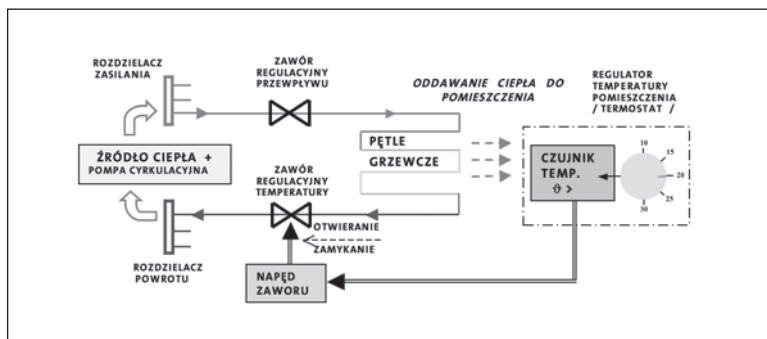 ROZDZIELACZ
ZASILANIA
ZAWÓR
REGULACYJNY
PRZEWPŁYWU
ODDAWANIE CIEPŁA DO
POMIESZCZENIA
REGULATOR
TEMPERATURY
POMIESZCZENIA
/ TERMOSTAT /
ŹRÓDŁO CIEPŁA +
POMPA CYRKULACYJNA
ZAWÓR
REGULACYJNY
TEMPERATURY
PĘTLE
GRZEWCZE
CZUJNIK
TEMP.
ϑ >
10
15
20
25
30
OTWIERANIE
ZAMYKANIE
ROZDZIELACZ
POWROTU
NAPĘD
ZAWORU